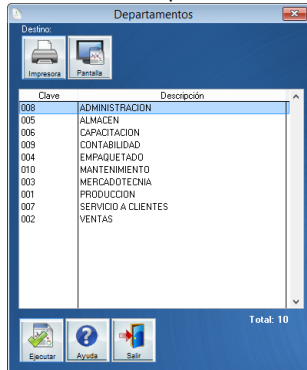 Departamentos
Destino:
Impresora Pantalla
Clave Descripción
008 ADMINISTRACION
005 ALMACEN
006 CAPACITACION
009 CONTABILIDAD
004 EMPAQUETADO
010 MANTENIMIENTO
003 MERCADOTECNIA
001 PRODUCCION
007 SERVICIO A CLIENTES
002 VENTAS
Total: 10
Ejecutar Ayuda Salir